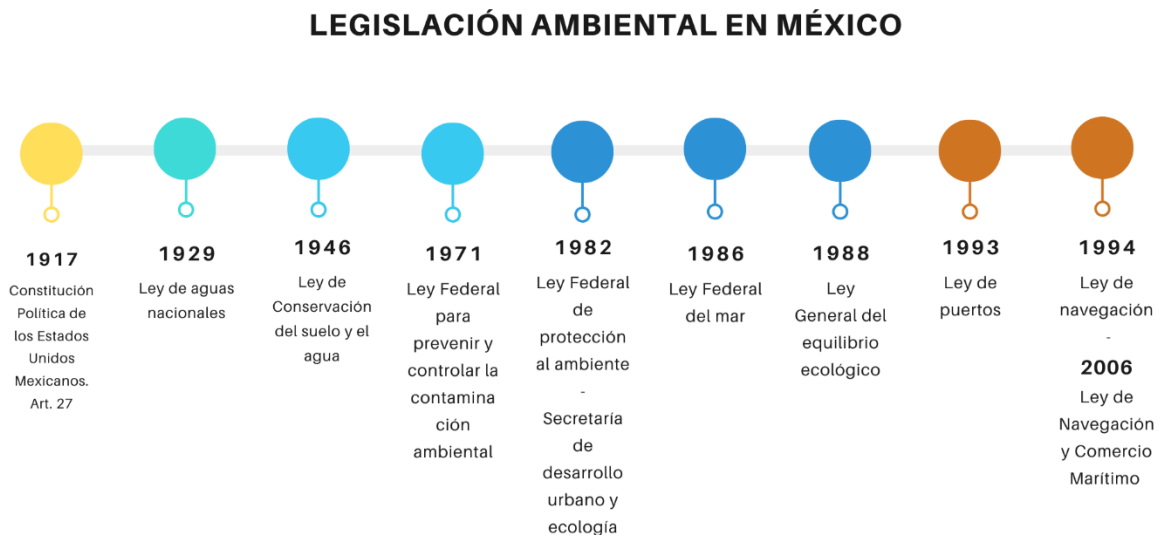 LEGISLACIÓN AMBIENTAL EN MÉXICO
1917
Constitución
Política de
los Estados
Unidos
Mexicanos.
Art. 27
1929
Ley de aguas
nacionales
1946
Ley de
Conservación
del suelo y el
agua
1971
Ley Federal
para
prevenir y
controlar la
contamina
ción
ambiental
1982
Ley Federal
de
protección
al ambiente
-
Secretaría
de
desarrollo
urbano y
ecología
1986
Ley Federal
del mar
1988
Ley
General del
equilibrio
ecológico
1993
Ley de
puertos
1994
Ley de
navegación
-
2006
Ley de
Navegación
y Comercio
Marítimo